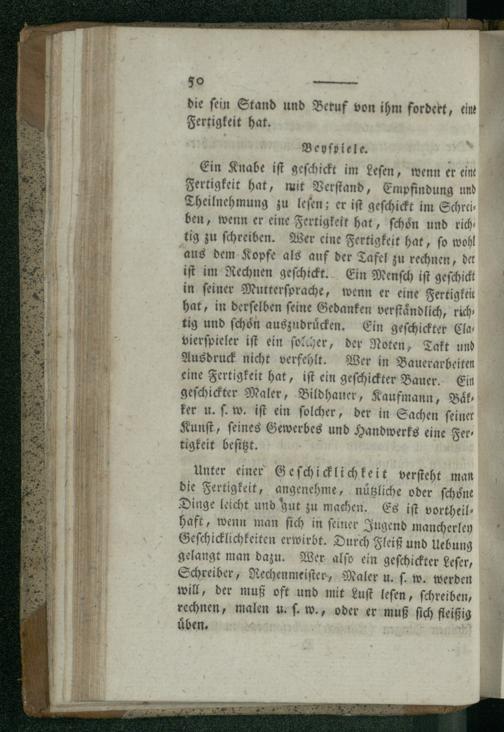 50
die sein Stand und Beruf von ihm fordert, eine
Fertigkeit hat.
Beyspiele.
Ein Knabe ist geschickt im Lesen, wenn er eine
Fertigkeit hat, mit Verstand, Empfindung und
Theilnehmung zu lesen; er ist geschickt im Schrei-
ben, wenn er eine Fertigkeit hat, schön und rich-
tig zu schreiben. Wer eine Fertigkeit hat, so wohl
aus dem Kopfe als auf der Tafel zu rechnen, der
ist im Rechnen geschickt. Ein Mensch ist geschickt
in seiner Muttersprache, wenn er eine Fertigkeit
hat, in derselben seine Gedanken verständlich, rich-
tig und schön auszudrücken. Ein geschickter Cla-
vierspieler ist ein solcher, der Noten, Takt und
Ausdruck nicht verfehlt. Wer in Bauerarbeiten
eine Fertigkeit hat, ist ein geschickter Bauer. Ein
geschickter Maler, Bildhauer, Kaufmann, Bäk-
ker u. s. w. ist ein solcher, der in Sachen seiner
Kunst, seines Gewerbes und Handwerks eine Fer-
tigkeit besitzt.
Unter einer Geschicklichkeit versteht man
die Fertigkeit, angenehme, nützliche oder schöne
Dinge leicht und gut zu machen. Es ist vortheil-
haft, wenn man sich in seiner Jugend mancherley
Geschicklichkeiten erwirbt. Durch Fleiß und Uebung
gelangt man dazu. Wer also ein geschickter Leser,
Schreiber, Rechenmeister, Maler u. s. w. werden
will, der muß oft und mit Lust lesen, schreiben,
rechnen, malen u. s. w., oder er muß sich fleißig
üben.